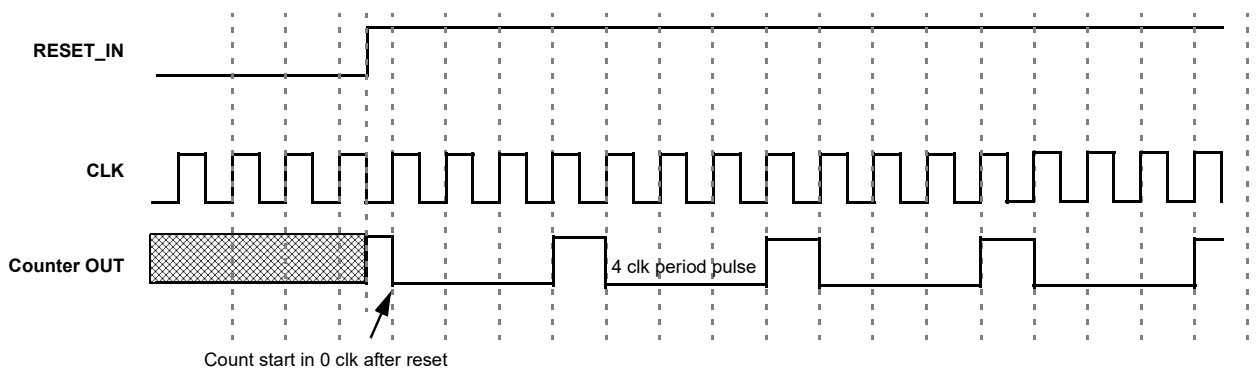 RESET_IN
CLK
Counter OUT
4 clk period pulse
Count start in 0 clk after reset